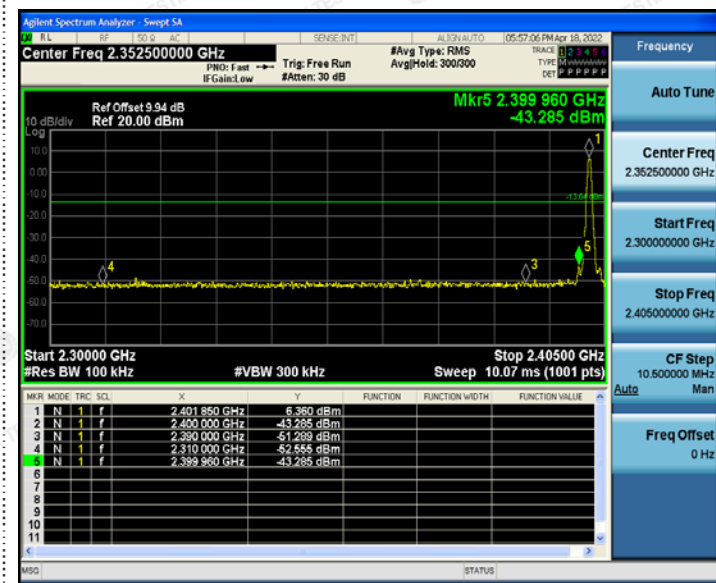 Agilent Spectrum Analyzer - Swept SA
RL RF 50 Ω AC SENSE:INT ALIGNAUTO 05:57:06 PM Apr 18, 2022
Center Freq 2.352500000 GHz
PNO: Fast
IFGain:Low
Trig: Free Run
#Atten: 30 dB
#Avg Type: RMS
Avg|Hold: 300/300
TRACE 1 2 3 4 5 6
TYPE M
DET P P P P P P
Ref Offset 9.94 dB
Ref 20.00 dBm
10 dB/div
Log
Mkr5 2.399 960 GHz
-43.285 dBm
10.0
0.00
-10.0
-20.0
-30.0
-40.0
-50.0
-60.0
-70.0
1
5
3
4
Start 2.30000 GHz
Stop 2.40500 GHz
#Res BW 100 kHz
#VBW 300 kHz
Sweep 10.07 ms (1001 pts)
MKR MODE TRC SCL X Y FUNCTION FUNCTION WIDTH FUNCTION VALUE
1 N 1 f 2.401 850 GHz 6.360 dBm
2 N 1 f 2.400 000 GHz -43.285 dBm
3 N 1 f 2.390 000 GHz -51.289 dBm
4 N 1 f 2.310 000 GHz -52.555 dBm
5 N 1 f 2.399 960 GHz -43.285 dBm
6
7
8
9
10
11
MSG
STATUS
Frequency
Auto Tune
Center Freq
2.352500000 GHz
Start Freq
2.300000000 GHz
Stop Freq
2.405000000 GHz
CF Step
10.500000 MHz
Auto Man
Freq Offset
0 Hz